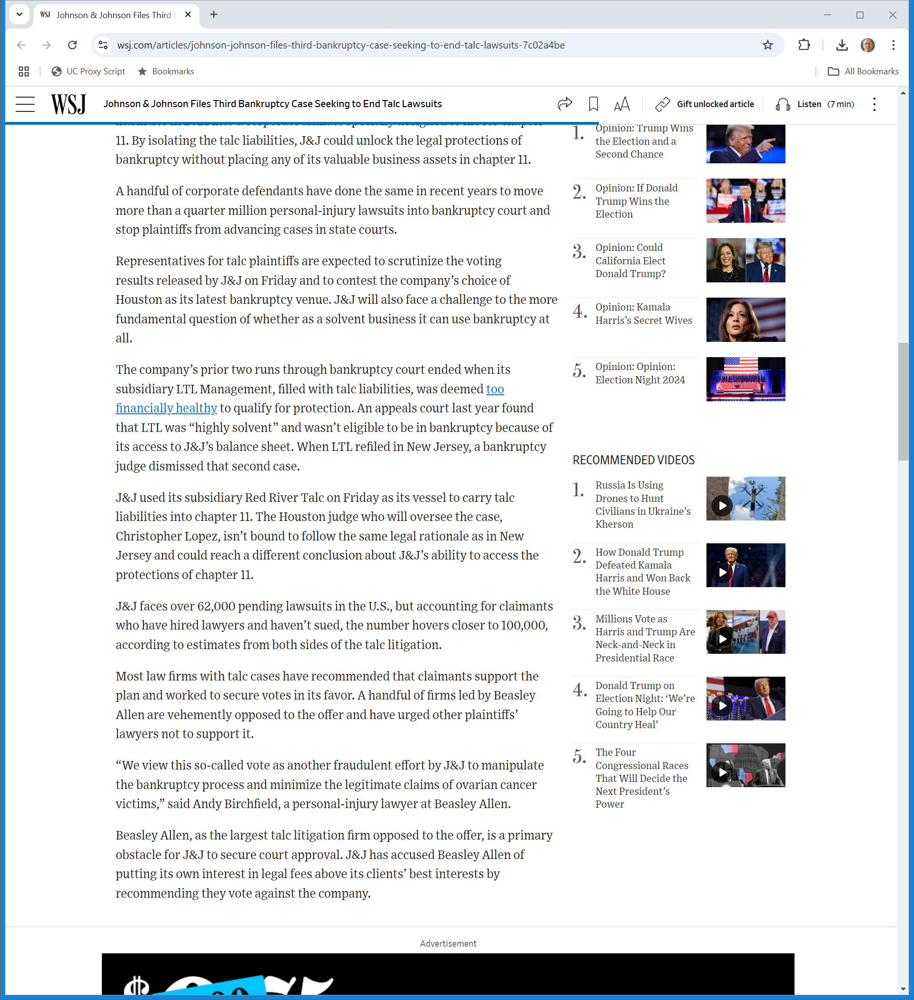 WSJ Johnson & Johnson Files Third
wsj.com/articles/johnson-johnson-files-third-bankruptcy-case-seeking-to-end-talc-lawsuits-7c02a4be
UC Proxy Script
Bookmarks
All Bookmarks
WSJ
Johnson & Johnson Files Third Bankruptcy Case Seeking to End Talc Lawsuits
Gift unlocked article
Listen (7 min)
11. By isolating the talc liabilities, J&J could unlock the legal protections of
bankruptcy without placing any of its valuable business assets in chapter 11.
A handful of corporate defendants have done the same in recent years to move
more than a quarter million personal-injury lawsuits into bankruptcy court and
stop plaintiffs from advancing cases in state courts.
Representatives for talc plaintiffs are expected to scrutinize the voting
results released by J&J on Friday and to contest the company’s choice of
Houston as its latest bankruptcy venue. J&J will also face a challenge to the more
fundamental question of whether as a solvent business it can use bankruptcy at
all.
The company’s prior two runs through bankruptcy court ended when its
subsidiary LTL Management, filled with talc liabilities, was deemed too
financially healthy to qualify for protection. An appeals court last year found
that LTL was “highly solvent” and wasn’t eligible to be in bankruptcy because of
its access to J&J’s balance sheet. When LTL refiled in New Jersey, a bankruptcy
judge dismissed that second case.
J&J used its subsidiary Red River Talc on Friday as its vessel to carry talc
liabilities into chapter 11. The Houston judge who will oversee the case,
Christopher Lopez, isn’t bound to follow the same legal rationale as in New
Jersey and could reach a different conclusion about J&J’s ability to access the
protections of chapter 11.
J&J faces over 62,000 pending lawsuits in the U.S., but accounting for claimants
who have hired lawyers and haven’t sued, the number hovers closer to 100,000,
according to estimates from both sides of the talc litigation.
Most law firms with talc cases have recommended that claimants support the
plan and worked to secure votes in its favor. A handful of firms led by Beasley
Allen are vehemently opposed to the offer and have urged other plaintiffs’
lawyers not to support it.
“We view this so-called vote as another fraudulent effort by J&J to manipulate
the bankruptcy process and minimize the legitimate claims of ovarian cancer
victims,” said Andy Birchfield, a personal-injury lawyer at Beasley Allen.
Beasley Allen, as the largest talc litigation firm opposed to the offer, is a primary
obstacle for J&J to secure court approval. J&J has accused Beasley Allen of
putting its own interest in legal fees above its clients’ best interests by
recommending they vote against the company.
1. Opinion: Trump Wins
the Election and a
Second Chance
2. Opinion: If Donald
Trump Wins the
Election
3. Opinion: Could
California Elect
Donald Trump?
4. Opinion: Kamala
Harris’s Secret Wives
5. Opinion: Opinion:
Election Night 2024
RECOMMENDED VIDEOS
1. Russia Is Using
Drones to Hunt
Civilians in Ukraine’s
Kherson
2. How Donald Trump
Defeated Kamala
Harris and Won Back
the White House
3. Millions Vote as
Harris and Trump Are
Neck-and-Neck in
Presidential Race
4. Donald Trump on
Election Night: ‘We’re
Going to Help Our
Country Heal’
5. The Four
Congressional Races
That Will Decide the
Next President’s
Power
Advertisement